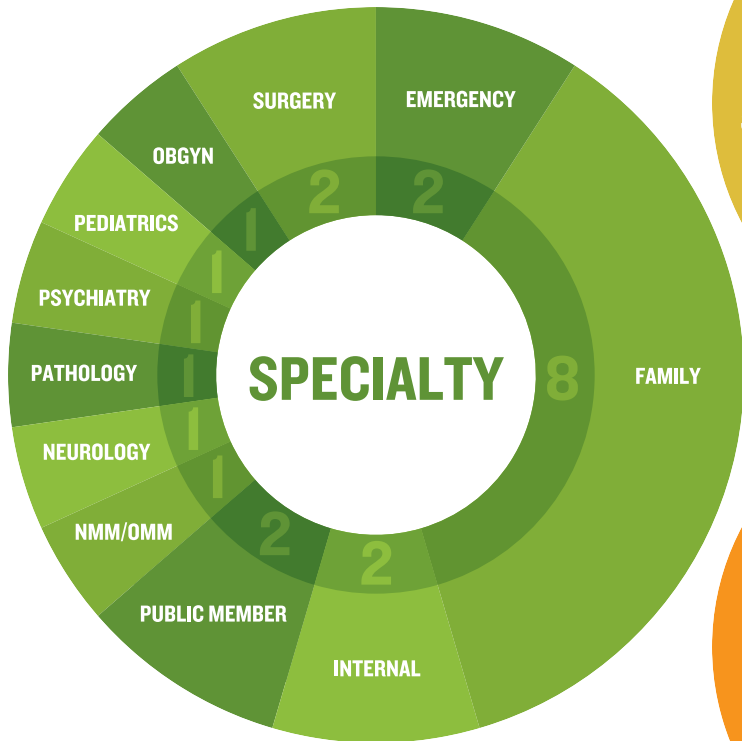 SURGERY
EMERGENCY
OBGYN
PEDIATRICS
PSYCHIATRY
PATHOLOGY
NEUROLOGY
NMM/OMM
PUBLIC MEMBER
INTERNAL
FAMILY
2
2
1
1
1
1
1
1
2
2
8
SPECIALTY